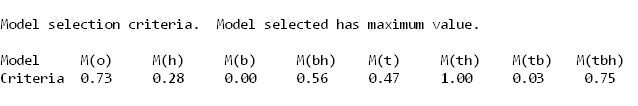 Model selection criteria.  Model selected has maximum value.
Model     M(o)     M(h)     M(b)     M(bh)    M(t)     M(th)    M(tb)    M(tbh)
Criteria  0.73     0.28     0.00     0.56     0.47     1.00     0.03     0.75